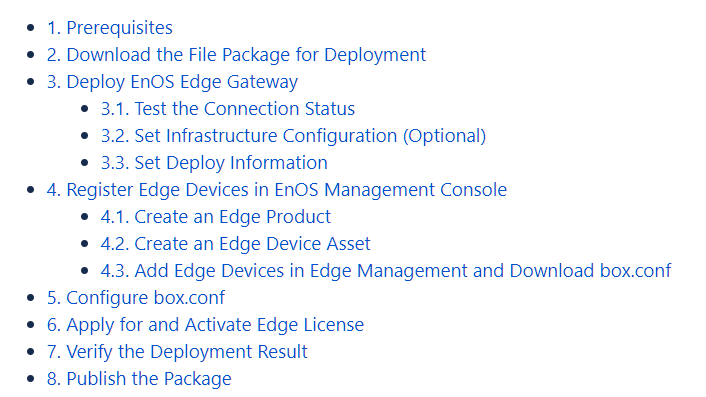 1. Prerequisites
2. Download the File Package for Deployment
3. Deploy EnOS Edge Gateway
3.1. Test the Connection Status
3.2. Set Infrastructure Configuration (Optional)
3.3. Set Deploy Information
4. Register Edge Devices in EnOS Management Console
4.1. Create an Edge Product
4.2. Create an Edge Device Asset
4.3. Add Edge Devices in Edge Management and Download box.conf
5. Configure box.conf
6. Apply for and Activate Edge License
7. Verify the Deployment Result
8. Publish the Package